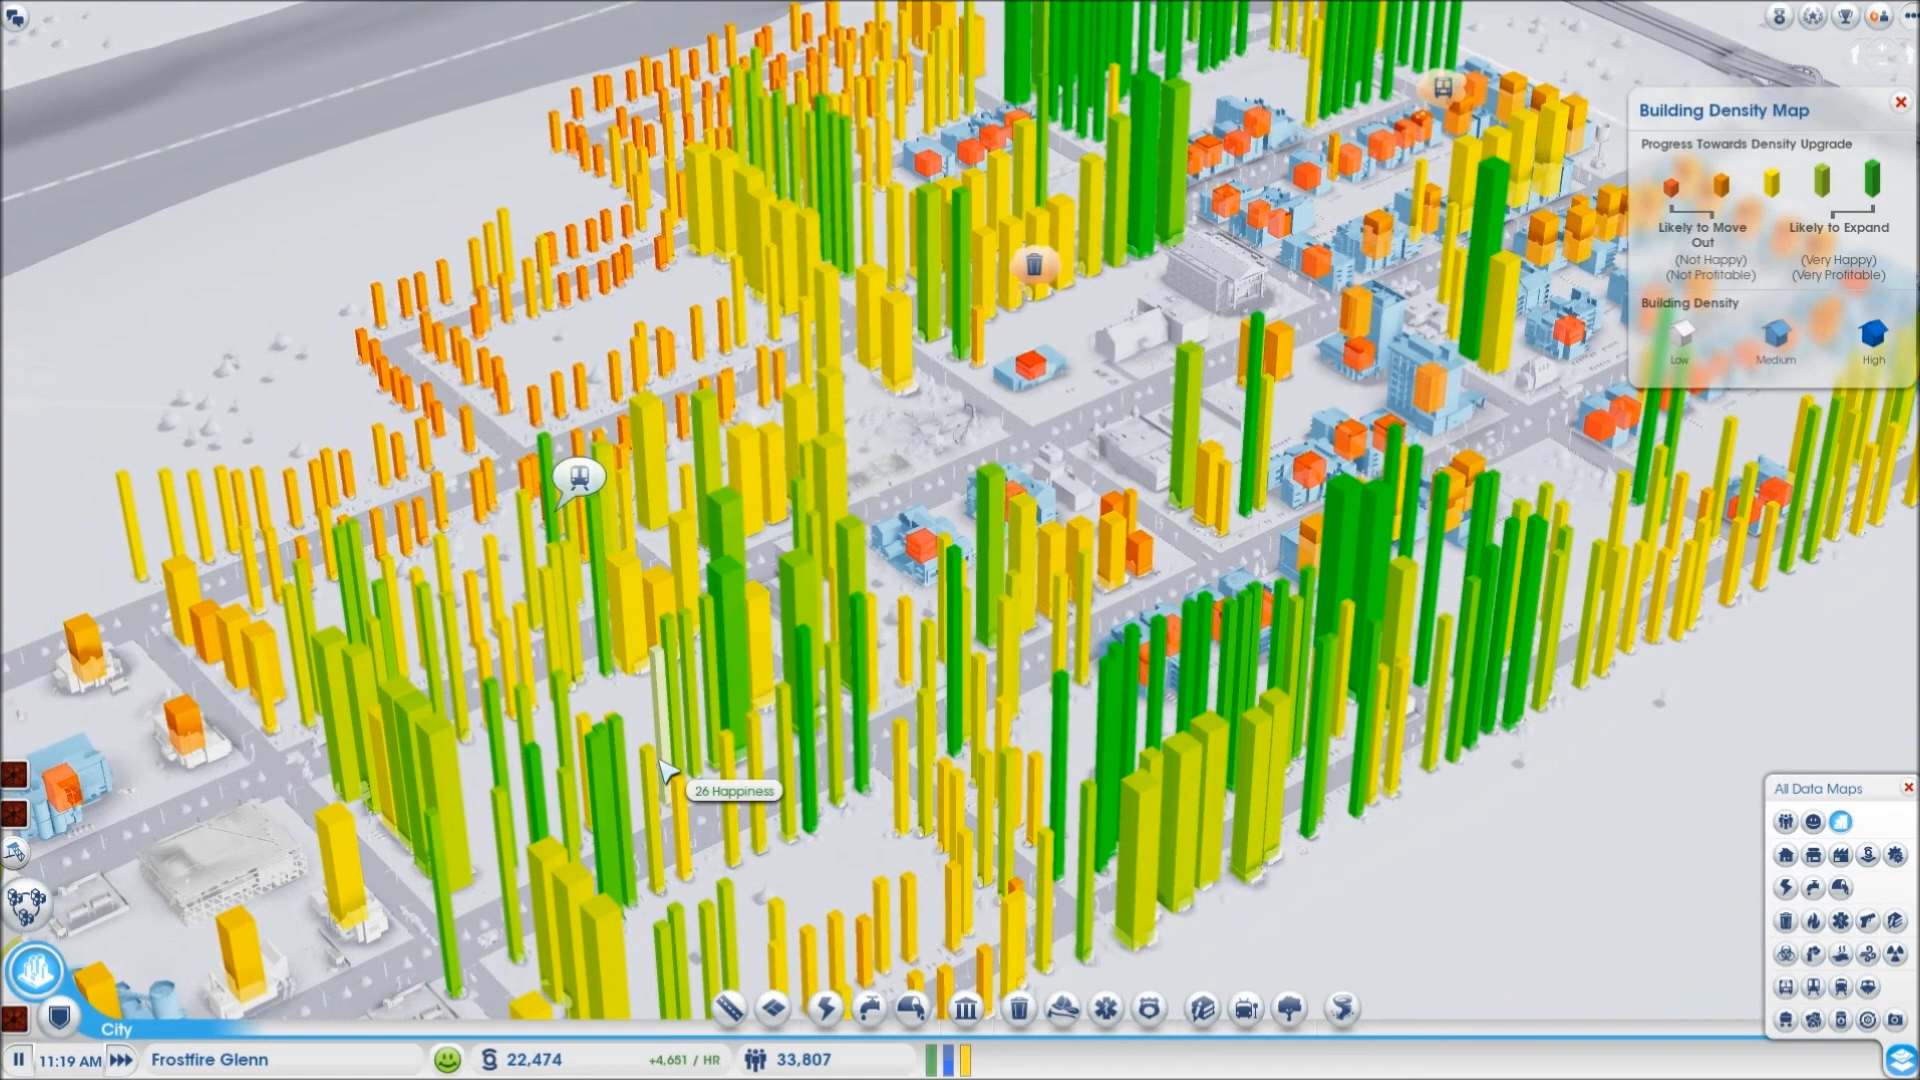 Building Density Map
Progress Towards Density Upgrade
Likely to Move Out
Likely to Expand
(Not Happy)
(Very Happy)
(Not Profitable)
(Very Profitable)
Building Density
Low
Medium
High
26 Happiness
All Data Maps
City
11:19 AM
Frostfire Glenn
22,474
+4,651 / HR
33,807